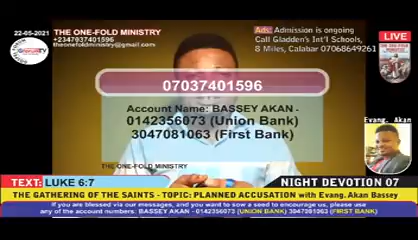 22-05-2021
THE ONE-FOLD MINISTRY
+2347037401596
theonefoldministry@gmail.com
Ads: Admission is ongoing
Call Gladden's Int'l Schools,
8 Miles, Calabar 07068649261
LIVE
07037401596
Account Name: BASSEY AKAN -
0142356073 (Union Bank)
3047081063 (First Bank)
Evang. Akan
THE ONE-FOLD MINISTRY
TEXT: LUKE 6:7
NIGHT DEVOTION 07
THE GATHERING OF THE SAINTS - TOPIC: PLANNED ACCUSATION with Evang. Akan Bassey
If you are blessed via our messages, and you want to sow a seed to encourage us, please use
any of the account numbers: BASSEY AKAN - 0142356073 (UNION BANK) 3047081063 (FIRST BANK)